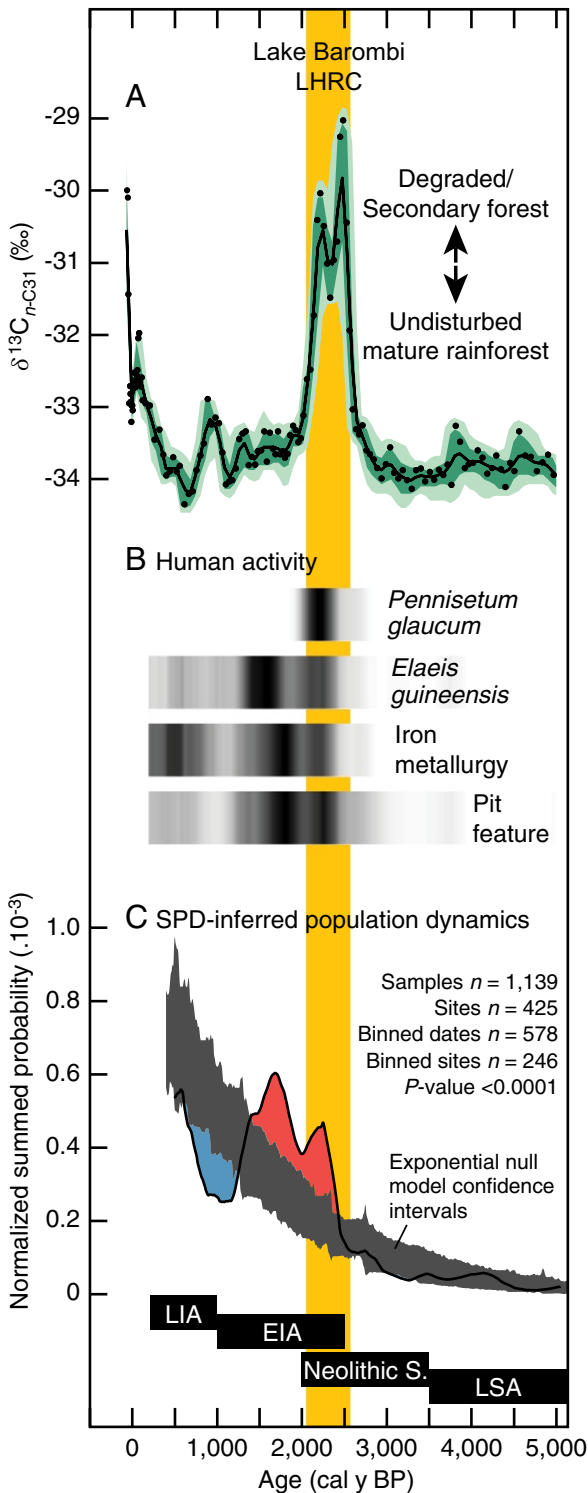 Lake Barombi
LHRC
A
-29
-30
-31
-32
-33
-34
δ13Cn-C31 (‰)
Degraded/
Secondary forest
Undisturbed
mature rainforest
B Human activity
Pennisetum
glaucum
Elaeis
guineensis
Iron
metallurgy
Pit
feature
C SPD-inferred population dynamics
1.0
0.8
0.6
0.4
0.2
0
Normalized summed probability (.10-3)
Samples n = 1,139
Sites n = 425
Binned dates n = 578
Binned sites n = 246
P-value <0.0001
Exponential null
model confidence
intervals
LIA
EIA
Neolithic S.
LSA
0 1,000 2,000 3,000 4,000 5,000
Age (cal y BP)